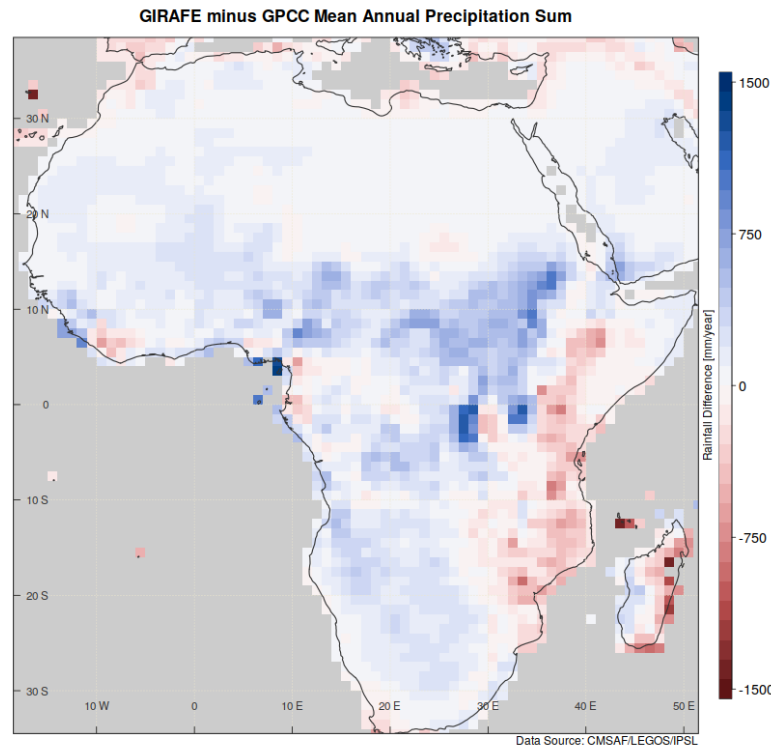 GIRAFE minus GPCC Mean Annual Precipitation Sum
30 N
20 N
10 N
0
10 S
20 S
30 S
10 W
0
10 E
20 E
30 E
40 E
50 E
1500
750
0
-750
-1500
Rainfall Difference [mm/year]
Data Source: CMSAF/LEGOS/IPSL